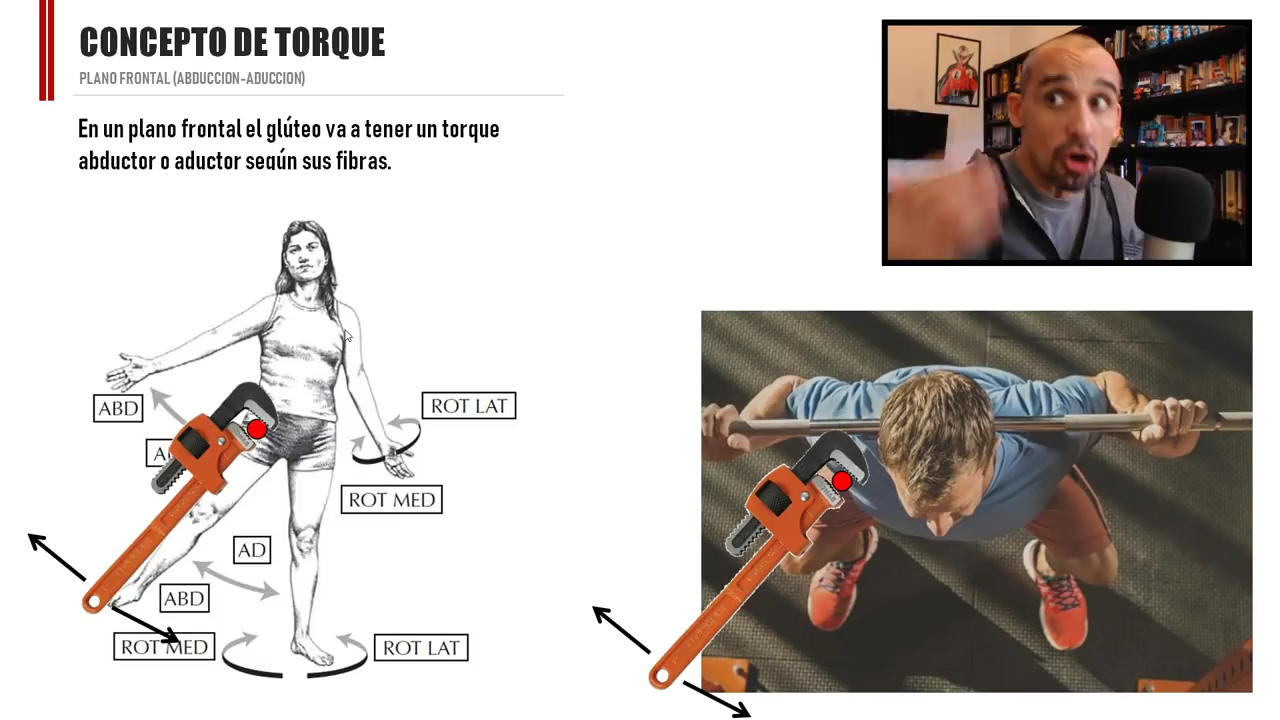 CONCEPTO DE TORQUE
PLANO FRONTAL (ABDUCCION-ADUCCION)
En un plano frontal el glúteo va a tener un torque
abductor o aductor según sus fibras.
ABD
ROT LAT
ROT MED
AD
ABD
ROT MED
ROT LAT